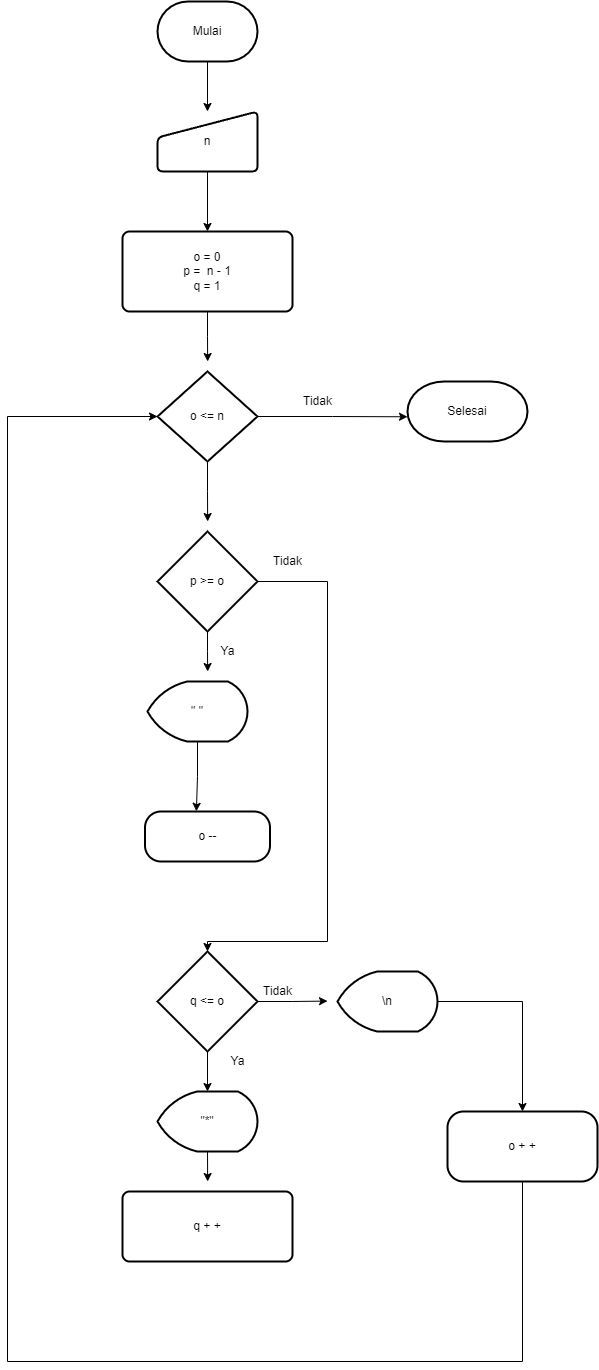 Mulai
n
o = 0
p = n - 1
q = 1
o <= n
Tidak
Selesai
p >= o
Tidak
Ya
" "
o --
q <= o
Tidak
\n
Ya
"*"
o + +
q + +